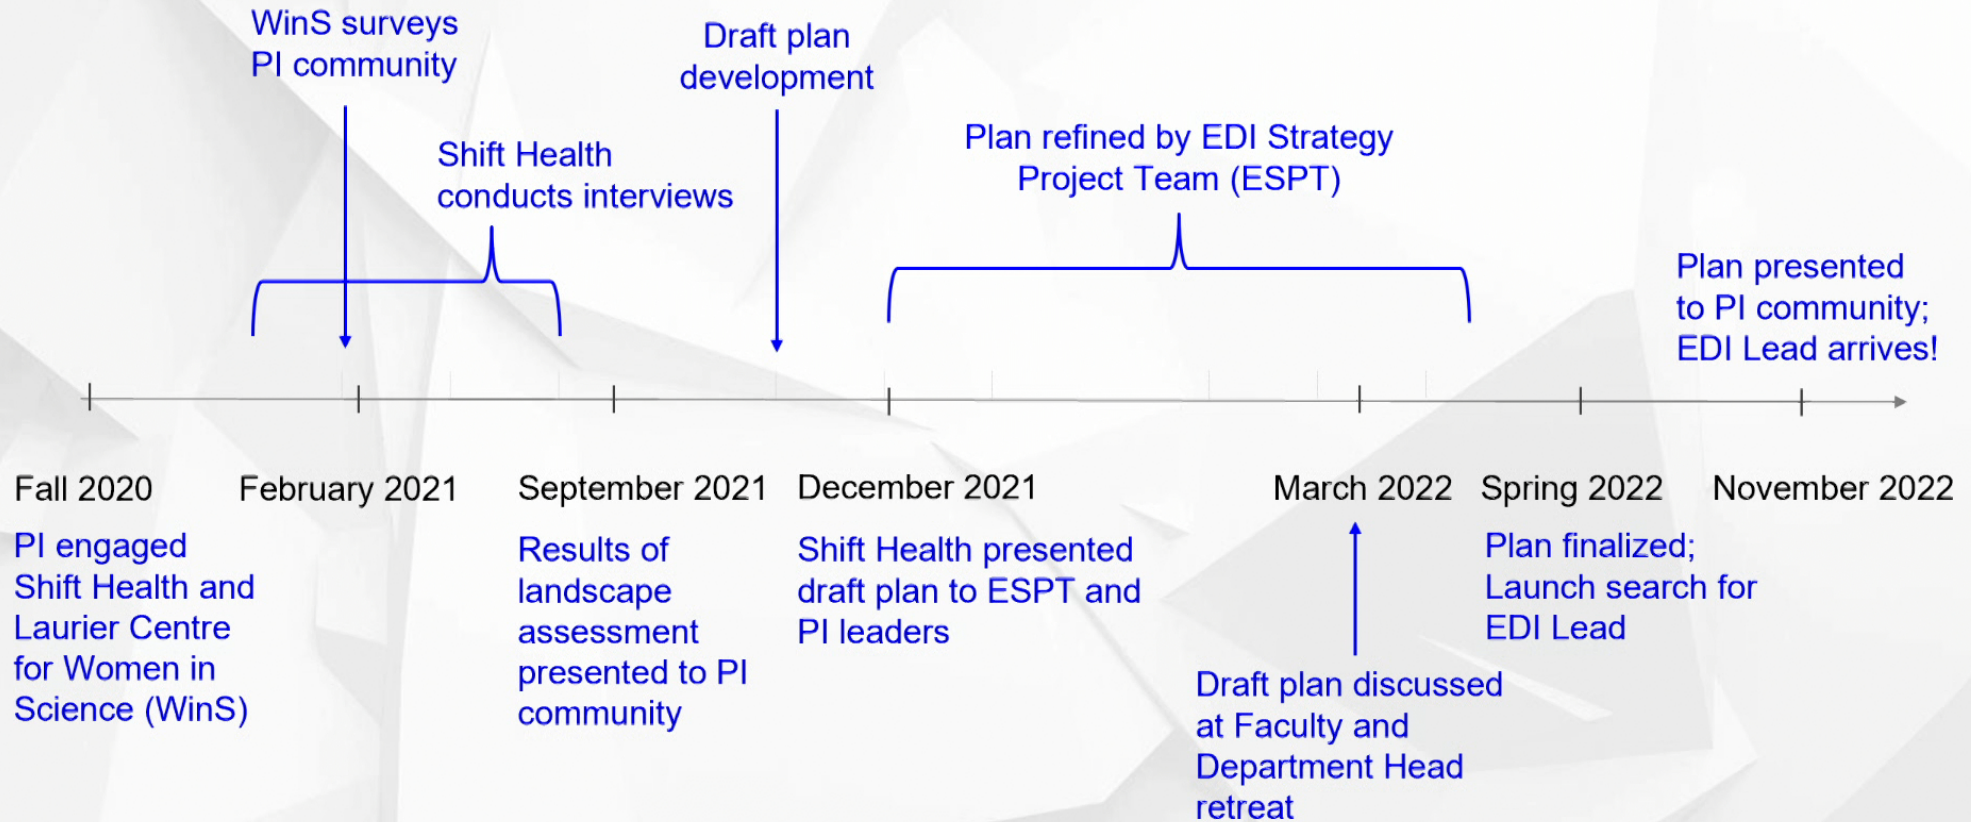 WinS surveys
PI community
Draft plan
development
Shift Health
conducts interviews
Plan refined by EDI Strategy
Project Team (ESPT)
Plan presented
to PI community;
EDI Lead arrives!
Fall 2020
February 2021
September 2021
December 2021
March 2022
Spring 2022
November 2022
PI engaged
Shift Health and
Laurier Centre
for Women in
Science (WinS)
Results of
landscape
assessment
presented to PI
community
Shift Health presented
draft plan to ESPT and
PI leaders
Draft plan discussed
at Faculty and
Department Head
retreat
Plan finalized;
Launch search for
EDI Lead